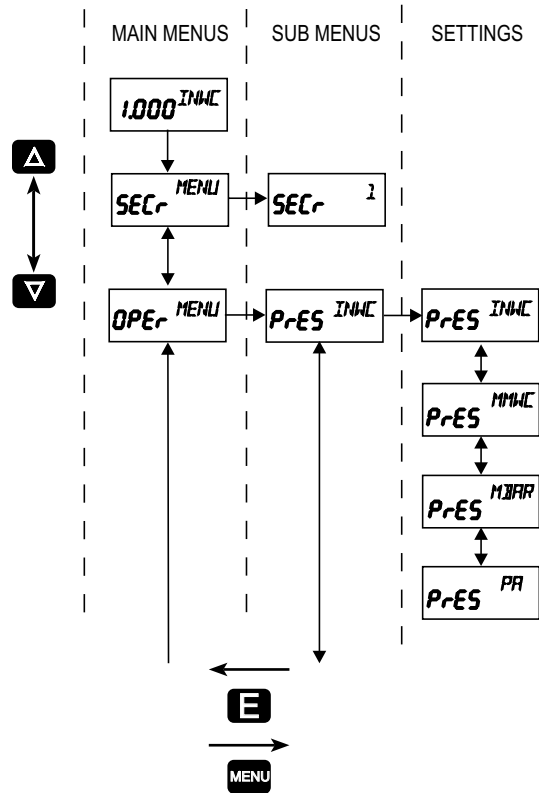 MAIN MENUS SUB MENUS SETTINGS
1.000 INWC
SECr MENU SECr 1
OPEr MENU PrES INWC PrES INWC
PrES MMWC
PrES MBAR
PrES PA
E
MENU